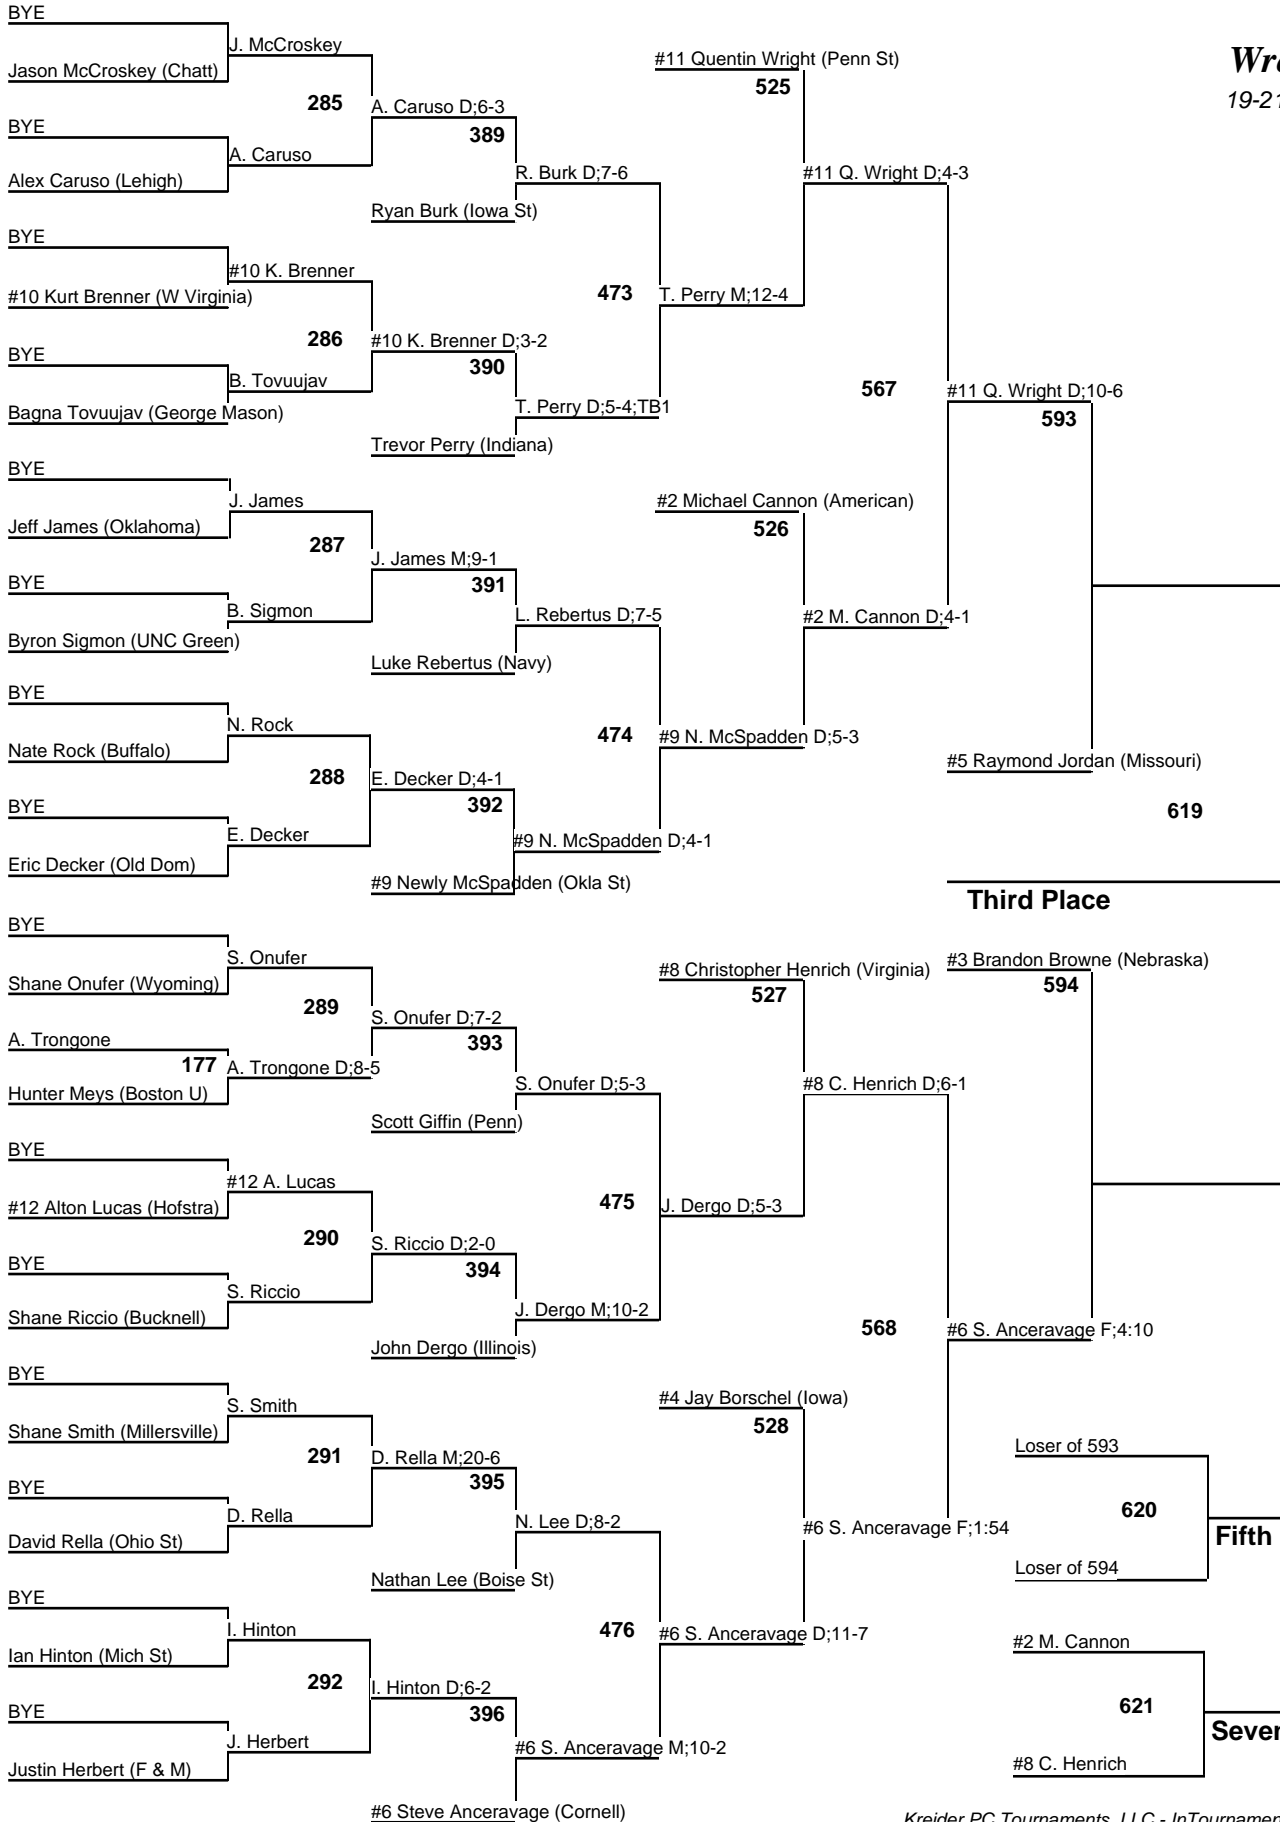 BYE
J. McCroskey
#11 Quentin Wright (Penn St)
Jason McCroskey (Chatt)
525
19-21
285
A. Caruso D;6-3
BYE
389
A. Caruso
Alex Caruso (Lehigh)
R. Burk D;7-6
#11 Q. Wright D;4-3
Ryan Burk (Iowa St)
BYE
#10 K. Brenner
#10 Kurt Brenner (W Virginia)
473
T. Perry M;12-4
286
#10 K. Brenner D;3-2
BYE
390
B. Tovuujav
567
#11 Q. Wright D;10-6
Bagna Tovuujav (George Mason)
T. Perry D;5-4;TB1
593
Trevor Perry (Indiana)
BYE
J. James
#2 Michael Cannon (American)
Jeff James (Oklahoma)
526
287
J. James M;9-1
BYE
391
B. Sigmon
L. Rebertus D;7-5
#2 M. Cannon D;4-1
Byron Sigmon (UNC Green)
Luke Rebertus (Navy)
BYE
N. Rock
Nate Rock (Buffalo)
474
#9 N. McSpadden D;5-3
#5 Raymond Jordan (Missouri)
288
E. Decker D;4-1
BYE
392
619
E. Decker
#9 N. McSpadden D;4-1
Eric Decker (Old Dom)
#9 Newly McSpadden (Okla St)
Third Place
BYE
S. Onufer
#8 Christopher Henrich (Virginia)
#3 Brandon Browne (Nebraska)
Shane Onufer (Wyoming)
527
594
289
S. Onufer D;7-2
A. Trongone
393
177
A. Trongone D;8-5
Hunter Meys (Boston U)
S. Onufer D;5-3
#8 C. Henrich D;6-1
Scott Giffin (Penn)
BYE
#12 A. Lucas
#12 Alton Lucas (Hofstra)
475
J. Dergo D;5-3
290
S. Riccio D;2-0
BYE
394
S. Riccio
Shane Riccio (Bucknell)
J. Dergo M;10-2
568
#6 S. Anceravage F;4:10
John Dergo (Illinois)
BYE
S. Smith
#4 Jay Borschel (Iowa)
Shane Smith (Millersville)
528
Loser of 593
291
D. Rella M;20-6
BYE
395
620
D. Rella
N. Lee D;8-2
#6 S. Anceravage F;1:54
Fifth
David Rella (Ohio St)
Loser of 594
Nathan Lee (Boise St)
BYE
I. Hinton
476
#6 S. Anceravage D;11-7
#2 M. Cannon
Ian Hinton (Mich St)
292
I. Hinton D;6-2
BYE
396
621
J. Herbert
#6 S. Anceravage M;10-2
Seven
Justin Herbert (F & M)
#8 C. Henrich
#6 Steve Anceravage (Cornell)
Kreider PC Tournaments, LLC - InTournamen